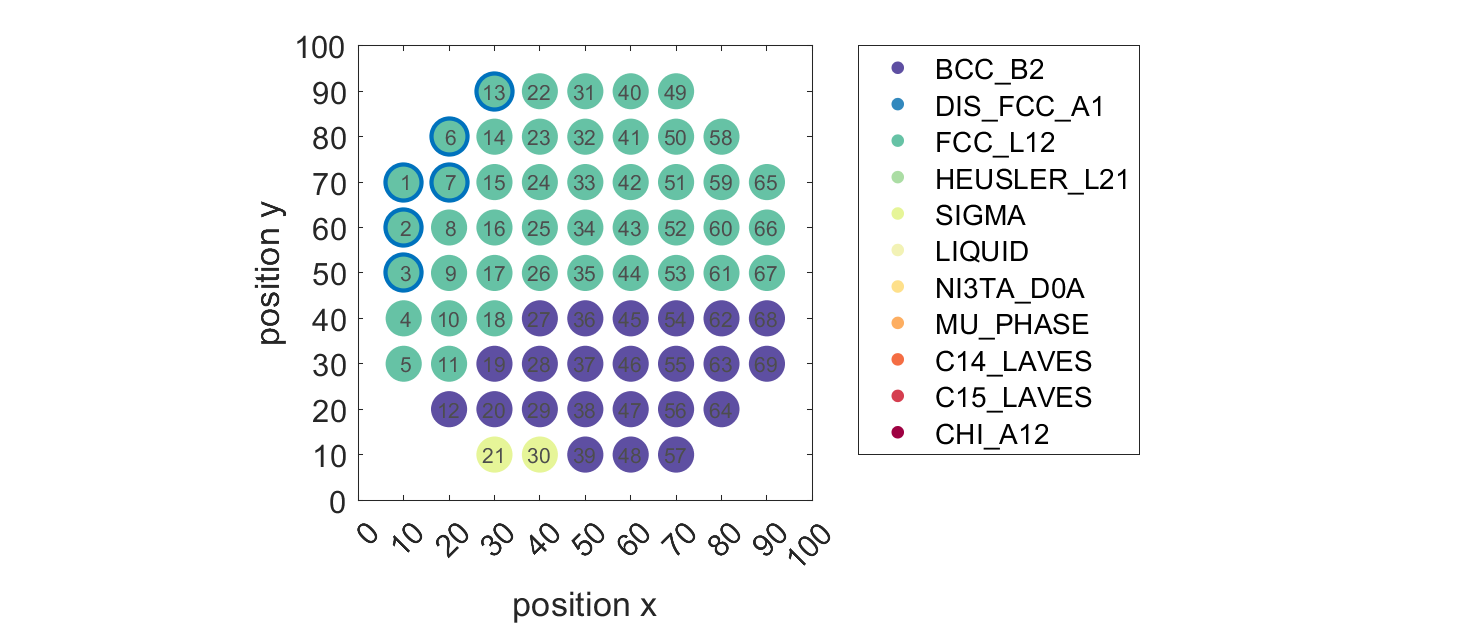 100
90
80
70
60
50
40
30
20
10
0
position y
13 22 31 40 49
6 14 23 32 41 50 58
1 7 15 24 33 42 51 59 65
2 8 16 25 34 43 52 60 66
3 9 17 26 35 44 53 61 67
4 10 18 27 36 45 54 62 68
5 11 19 28 37 46 55 63 69
12 20 29 38 47 56 64
21 30 39 48 57
0 10 20 30 40 50 60 70 80 90 100
position x
BCC_B2
DIS_FCC_A1
FCC_L12
HEUSLER_L21
SIGMA
LIQUID
NI3TA_D0A
MU_PHASE
C14_LAVES
C15_LAVES
CHI_A12